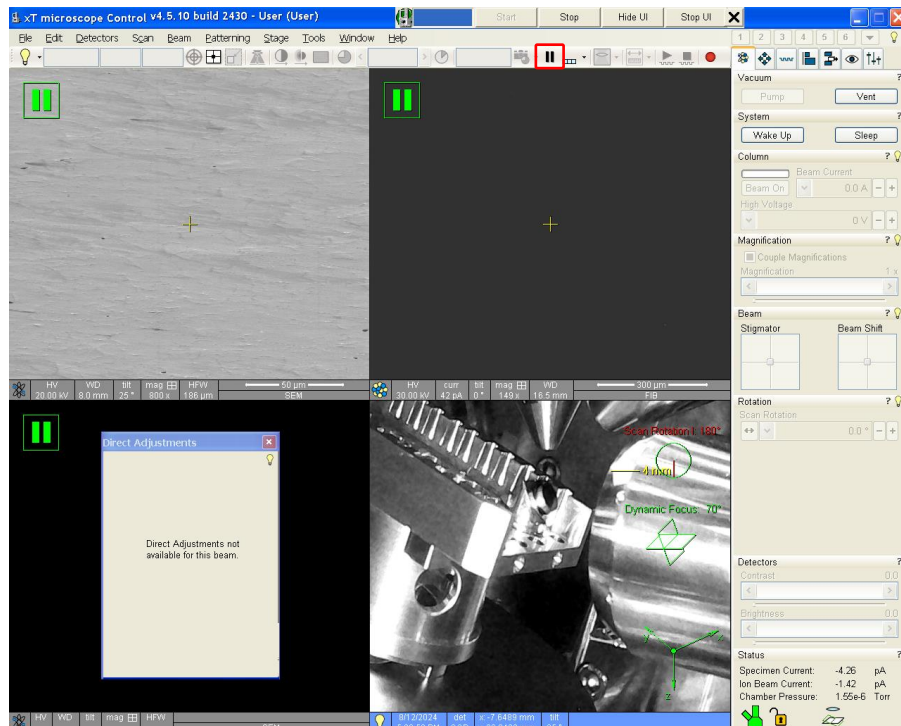 xT microscope Control v4.5.10 build 2430 - User (User)
Start Stop Hide UI Stop UI
File Edit Detectors Scan Beam Patterning Stage Tools Window Help
1 2 3 4 5 6
Vacuum ?
Pump Vent
System ?
Wake Up Sleep
Column ?
Beam Current
Beam On 0.0 A
High Voltage
0 V
Magnification ?
Couple Magnifications
Magnification 1 x
Beam ?
Stigmator Beam Shift
Rotation ?
Scan Rotation
0.0 °
Detectors ?
Contrast 0.0
Brightness 0.0
Status ?
Specimen Current: -4.26 pA
Ion Beam Current: -1.42 pA
Chamber Pressure: 1.55e-6 Torr
HV WD tilt mag HFW 50 µm
20.00 kV 8.0 mm 25 ° 800 x 186 µm SEM
HV curr tilt mag WD 300 µm
30.00 kV 42 pA 0 ° 149 x 16.5 mm FIB
Direct Adjustments
Direct Adjustments not
available for this beam.
Scan Rotation I: 180°
4 mm
Dynamic Focus: 70°
y
x
z
HV WD tilt mag HFW
8/12/2024 det x: -7.6489 mm tilt